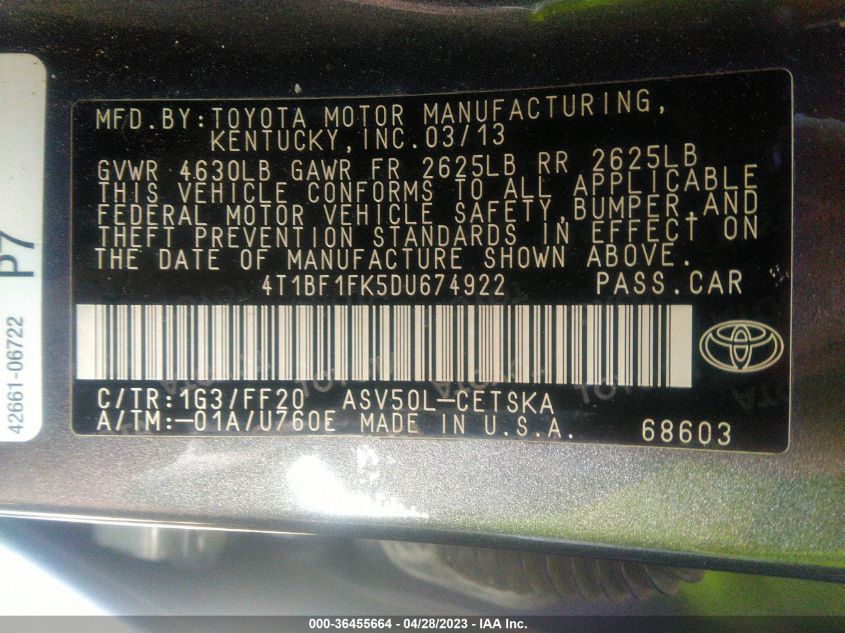 MFD.BY:TOYOTA MOTOR MANUFACTURING,
KENTUCKY,INC.03/13
GVWR 4630LB GAWR FR 2625LB RR 2625LB
THIS VEHICLE CONFORMS TO ALL APPLICABLE
FEDERAL MOTOR VEHICLE SAFETY,BUMPER,AND
THEFT PREVENTION STANDARDS IN EFFECT ON
THE DATE OF MANUFACTURE SHOWN ABOVE.
4T1BF1FK5DU674922 PASS.CAR
C/TR:1G3/FF20 ASV50L-CETSKA
A/TM:-01A/U760E MADE IN U.S.A. 68603
P7
42661-06722
000-36455664 / 04/28/2023 - IAA Inc.